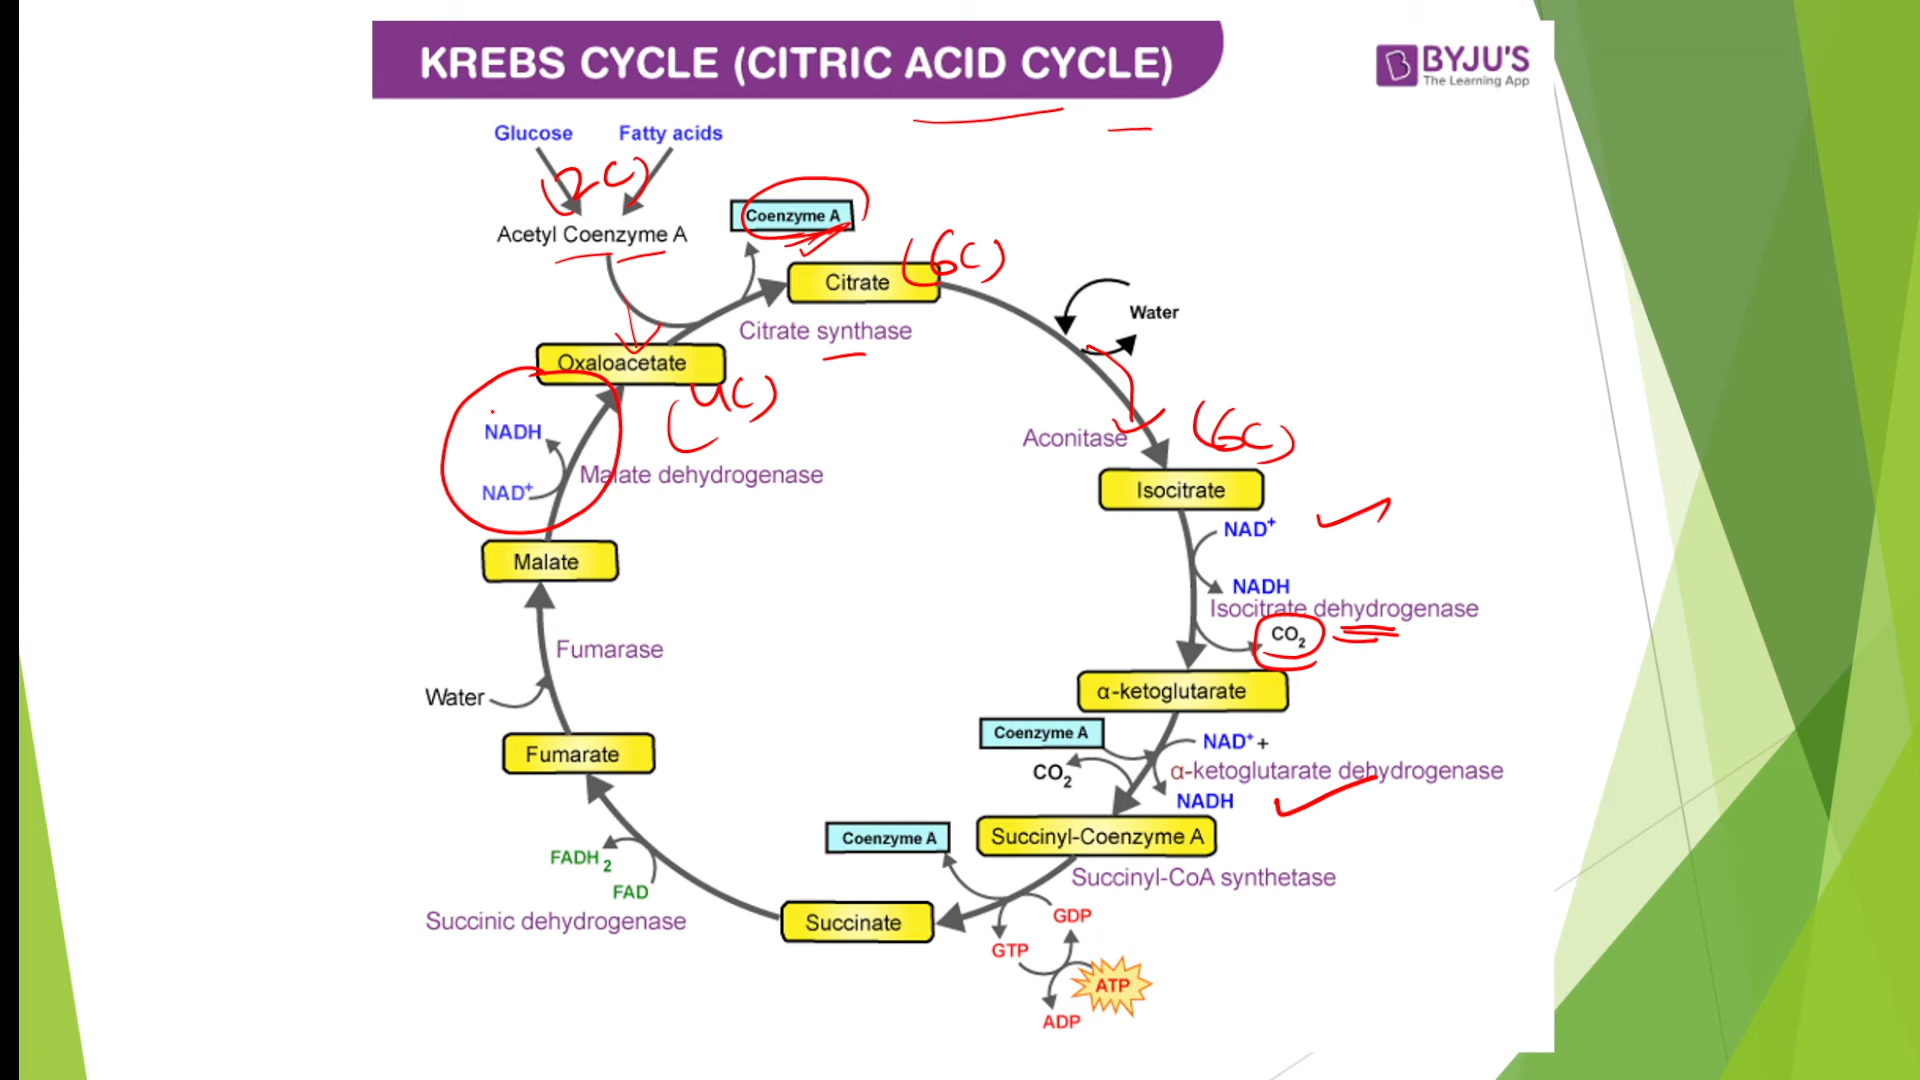 KREBS CYCLE (CITRIC ACID CYCLE)
BYJU'S
The Learning App
Glucose
Fatty acids
(2C)
Acetyl Coenzyme A
Coenzyme A
Citrate
(6C)
Citrate synthase
Water
Oxaloacetate
(4C)
Aconitase
(6C)
Isocitrate
NAD+
NADH
Isocitrate dehydrogenase
CO2
α-ketoglutarate
Coenzyme A
NAD+ +
CO2
α-ketoglutarate dehydrogenase
NADH
Succinyl-Coenzyme A
Coenzyme A
Succinyl-CoA synthetase
GDP
GTP
ATP
ADP
Succinate
FADH2
FAD
Succinic dehydrogenase
Fumarate
Water
Fumarase
Malate
NADH
NAD+
Malate dehydrogenase